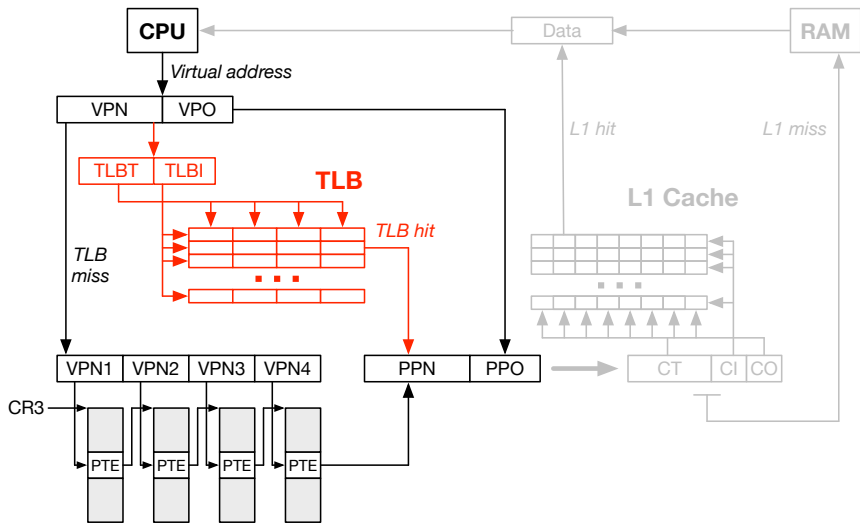 CPU
Data
RAM
Virtual address
VPN VPO
L1 hit
L1 miss
TLBT TLBI
TLB
L1 Cache
TLB hit
TLB
miss
VPN1 VPN2 VPN3 VPN4
PPN PPO
CT CI CO
CR3
PTE PTE PTE PTE